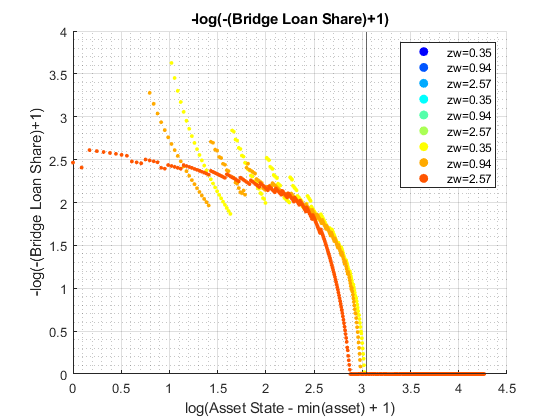 -log(-(Bridge Loan Share)+1)
4
3.5
3
2.5
2
1.5
1
0.5
0
-log(-(Bridge Loan Share)+1)
zw=0.35
zw=0.94
zw=2.57
zw=0.35
zw=0.94
zw=2.57
zw=0.35
zw=0.94
zw=2.57
0 0.5 1 1.5 2 2.5 3 3.5 4 4.5
log(Asset State - min(asset) + 1)